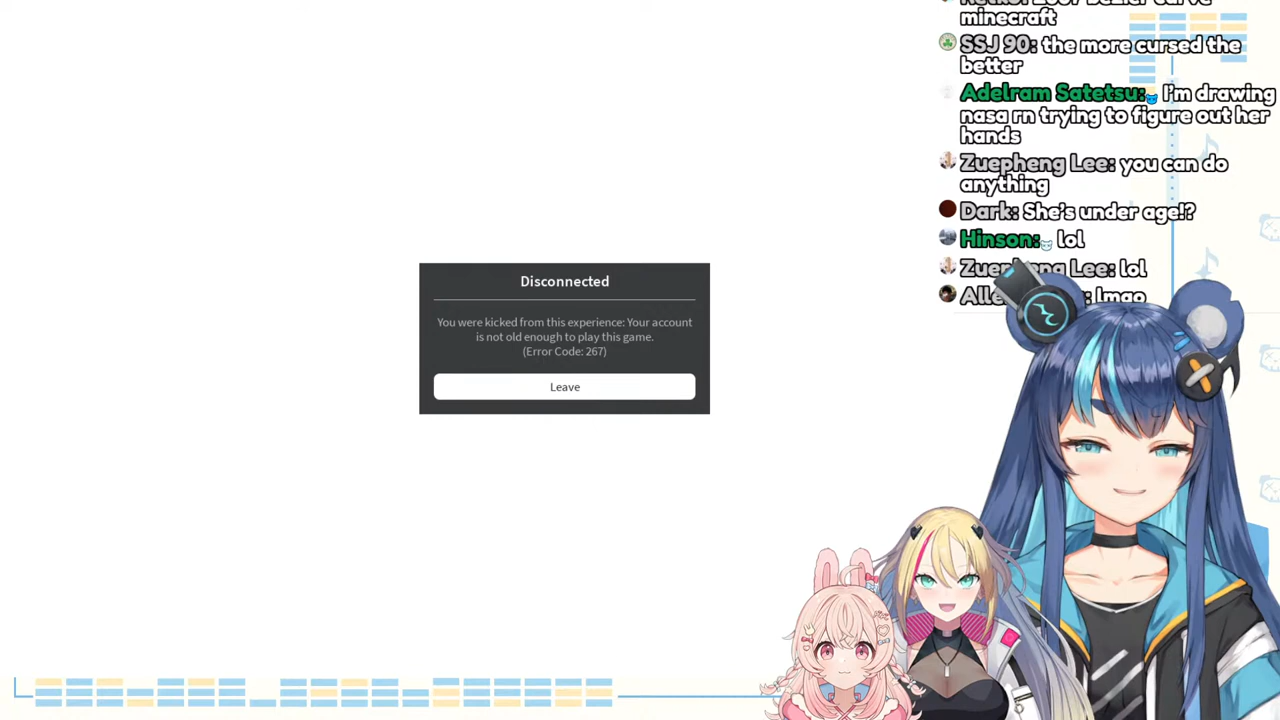 minecraft
SSJ 90: the more cursed the
better
Adelram Satetsu: I'm drawing
nasa rn trying to figure out her
hands
Zuepheng Lee: you can do
anything
Dark: She's under age!?
Hinson: lol
Zuepheng Lee: lol
lmao
Disconnected
You were kicked from this experience: Your account
is not old enough to play this game.
(Error Code: 267)
Leave